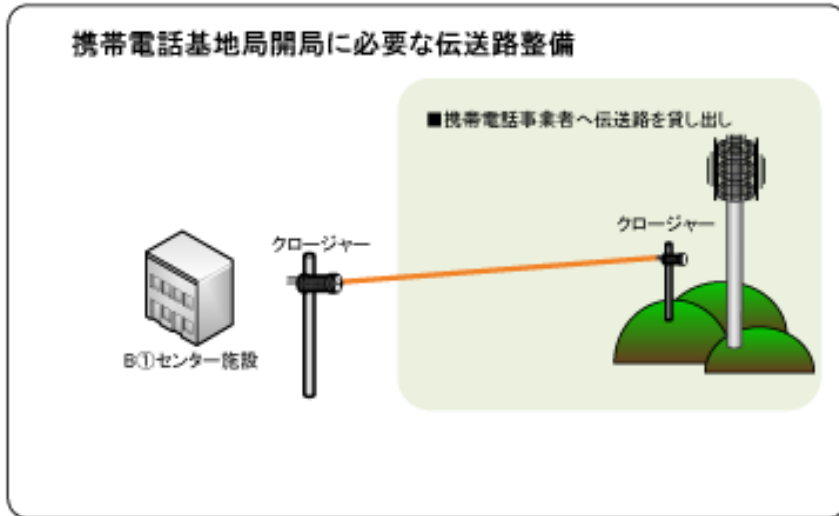 携帯電話基地局開局に必要な伝送路整備
■携帯電話事業者へ伝送路を貸し出し
クロージャー
クロージャー
B①センター施設